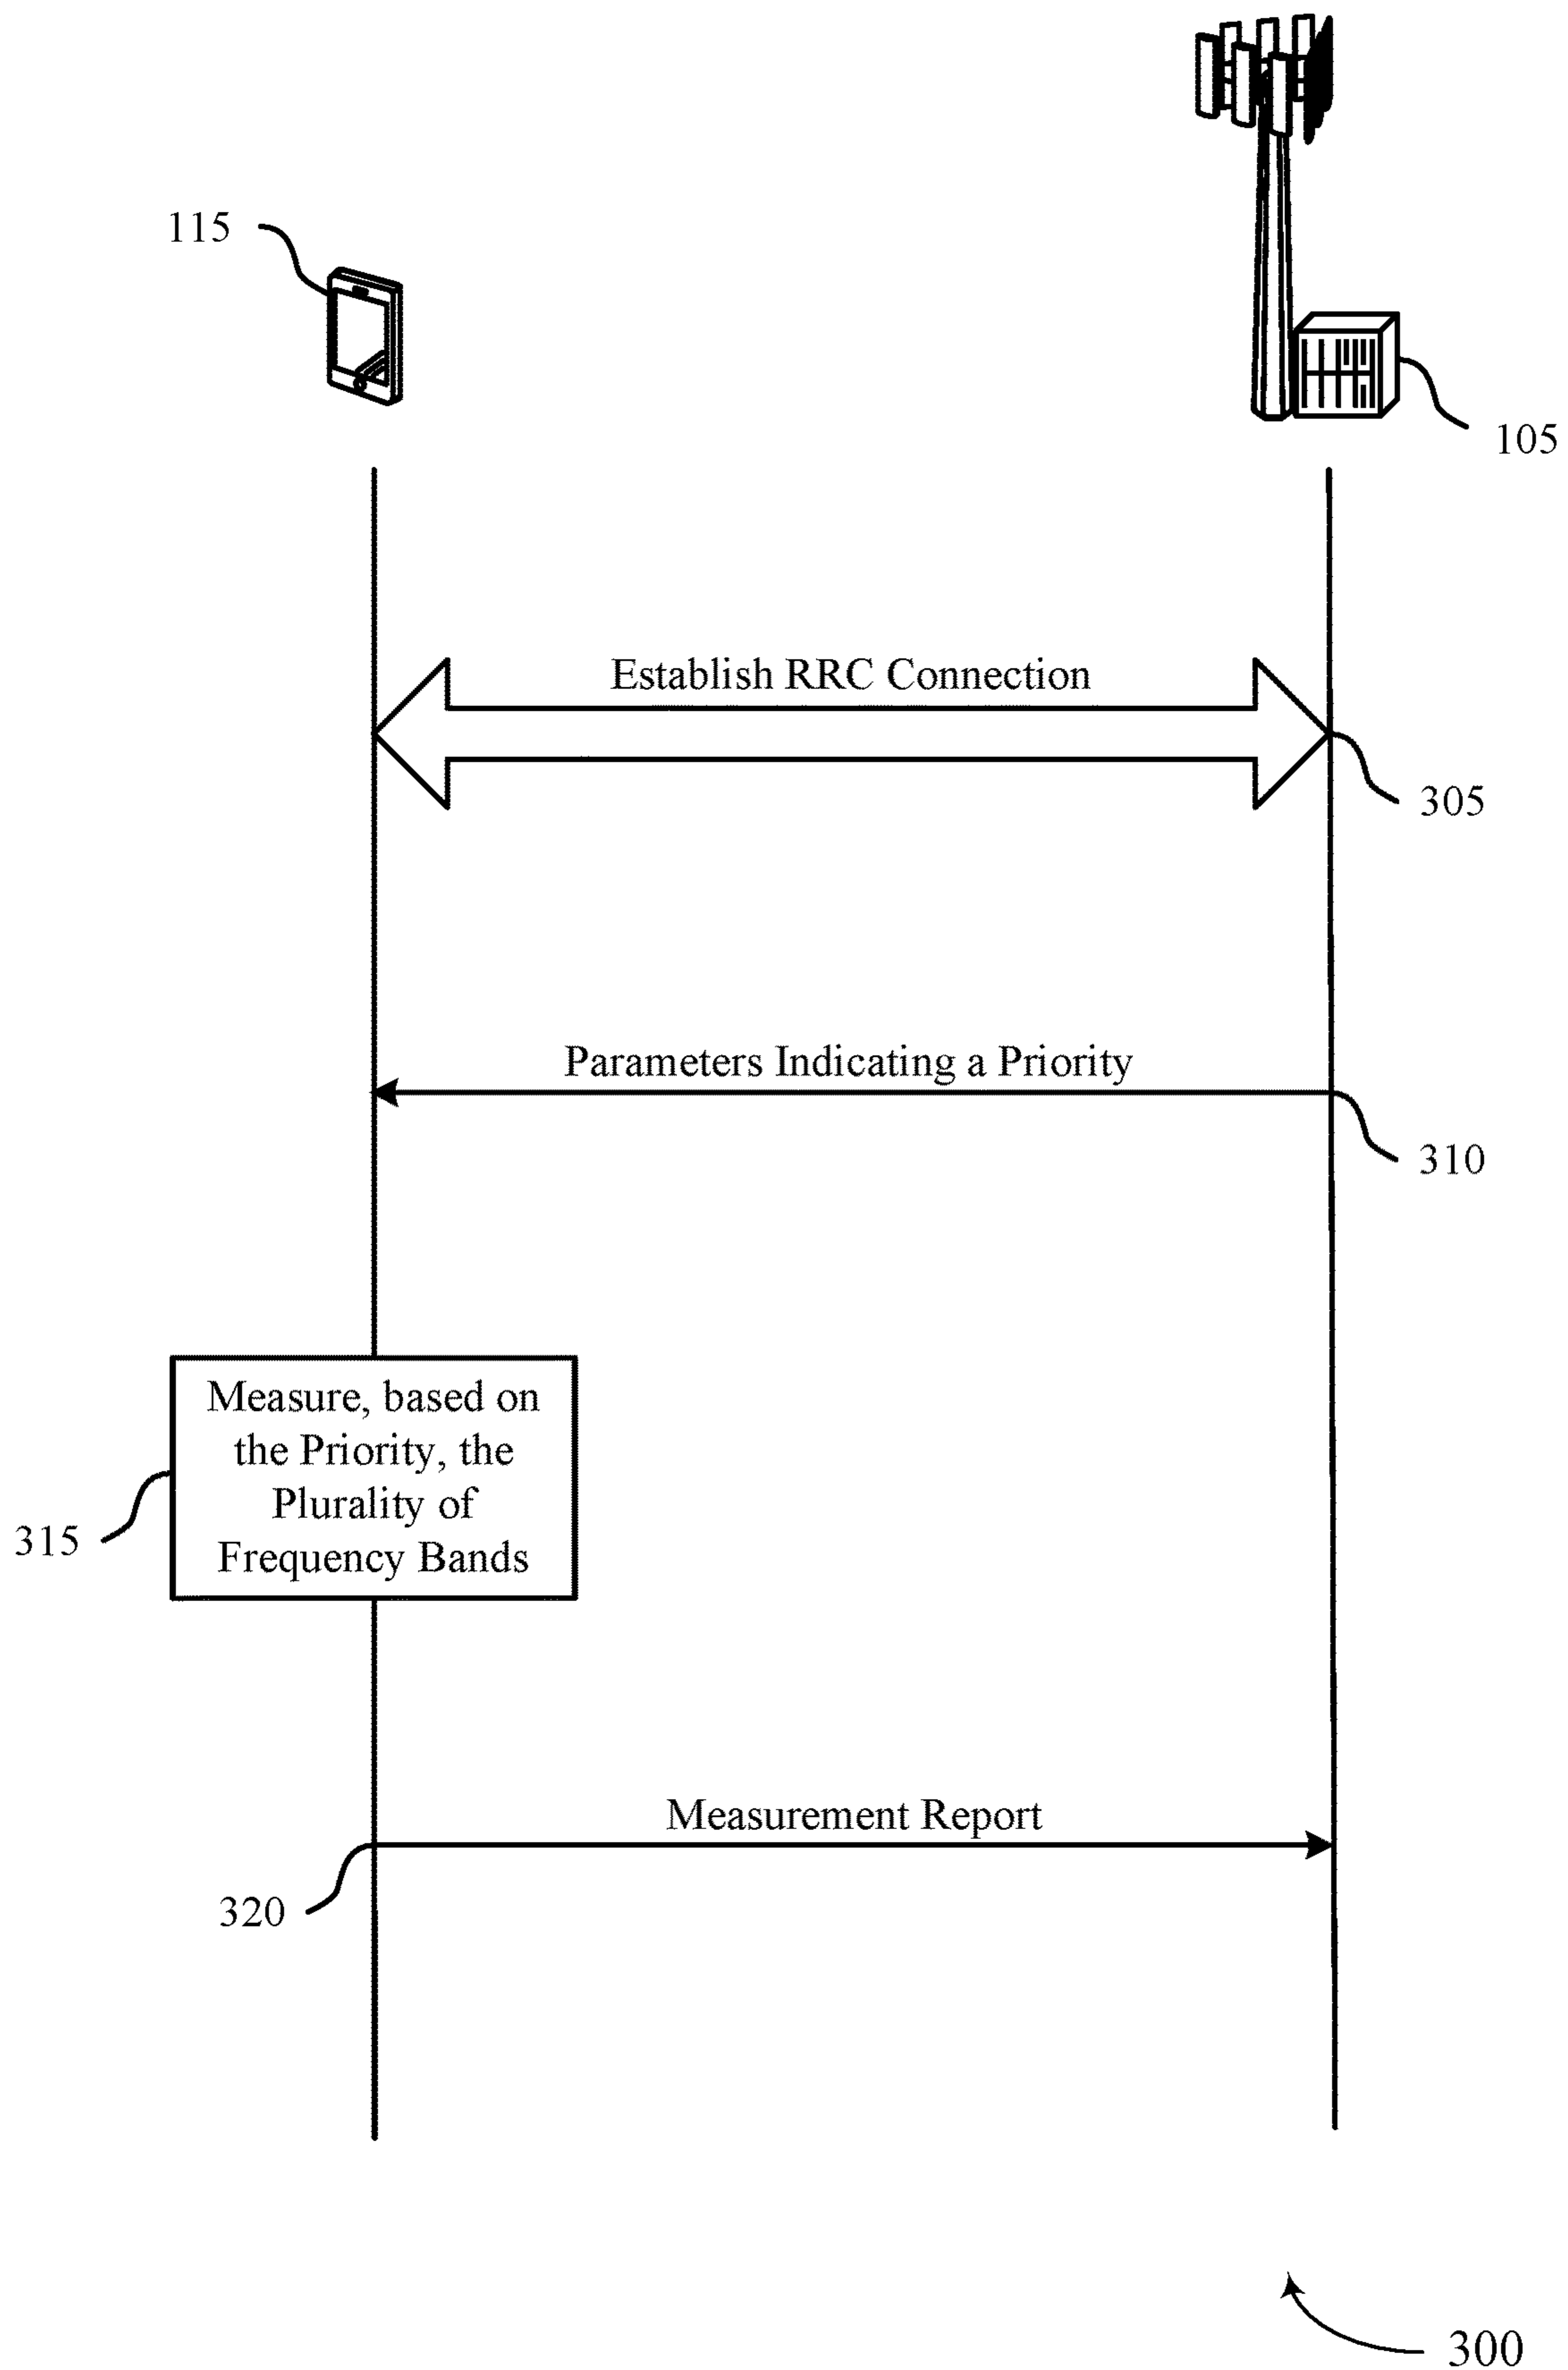 115
105
Establish RRC Connection
305
Parameters Indicating a Priority
310
Measure, based on
the Priority, the
Plurality of
Frequency Bands
315
Measurement Report
320
300